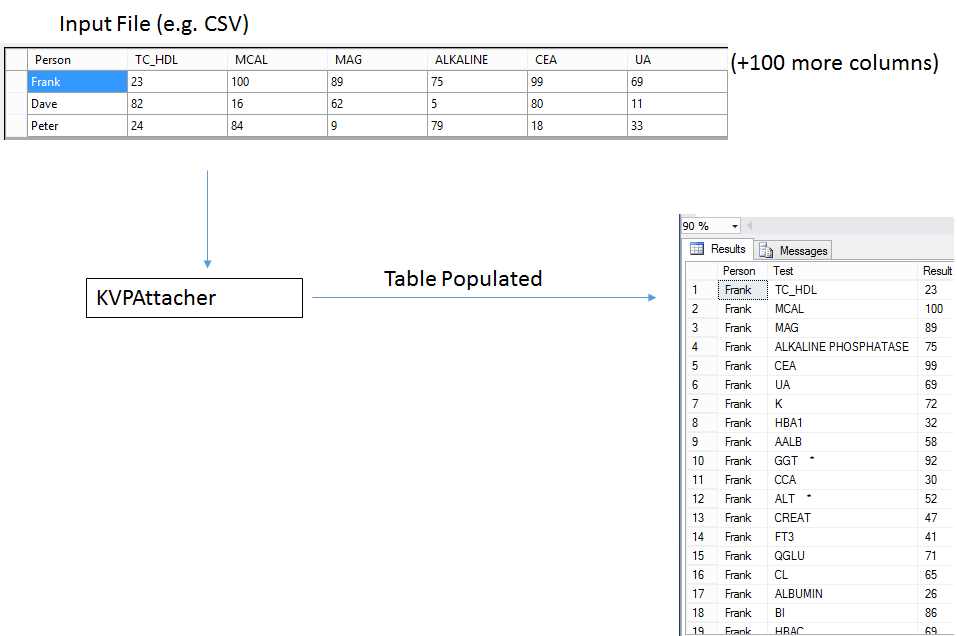 Input File (e.g. CSV)
Person TC_HDL MCAL MAG ALKALINE CEA UA
(+100 more columns)
Frank 23 100 89 75 99 69
Dave 82 16 62 5 80 11
Peter 24 84 9 79 18 33
KVPAttacher
Table Populated
90 %
Results Messages
Person Test Result
1 Frank TC_HDL 23
2 Frank MCAL 100
3 Frank MAG 89
4 Frank ALKALINE PHOSPHATASE 75
5 Frank CEA 99
6 Frank UA 69
7 Frank K 72
8 Frank HBA1 32
9 Frank AALB 58
10 Frank GGT * 92
11 Frank CCA 30
12 Frank ALT * 52
13 Frank CREAT 47
14 Frank FT3 41
15 Frank QGLU 71
16 Frank CL 65
17 Frank ALBUMIN 26
18 Frank BI 86
19 Frank HBAC 69